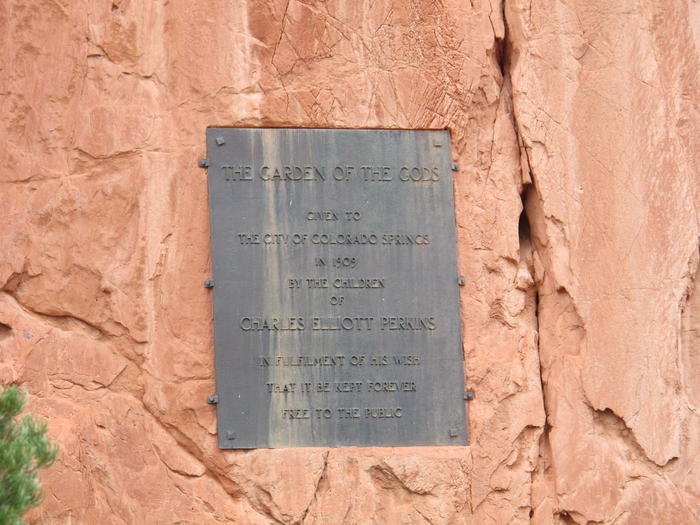 THE GARDEN OF THE GODS
GIVEN TO
THE CITY OF COLORADO SPRINGS
IN 1909
BY THE CHILDREN
OF
CHARLES ELLIOTT PERKINS
IN FULFILMENT OF HIS WISH
THAT IT BE KEPT FOREVER
FREE TO THE PUBLIC